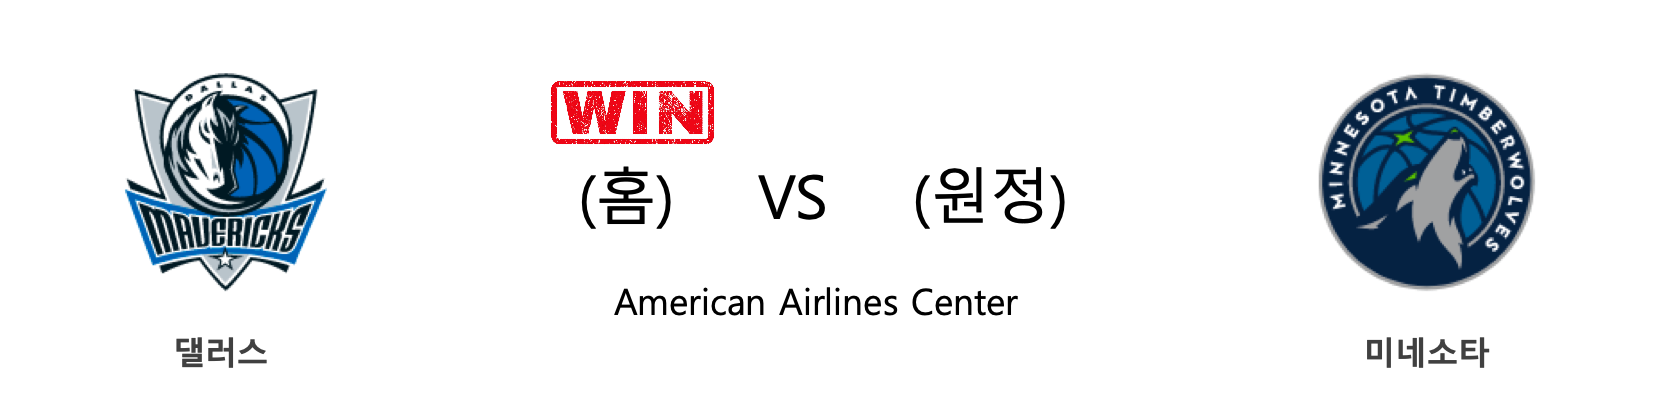 DALLAS
MAVERICKS
WIN
(홈) VS (원정)
American Airlines Center
MINNESOTA TIMBERWOLVES
댈러스
미네소타